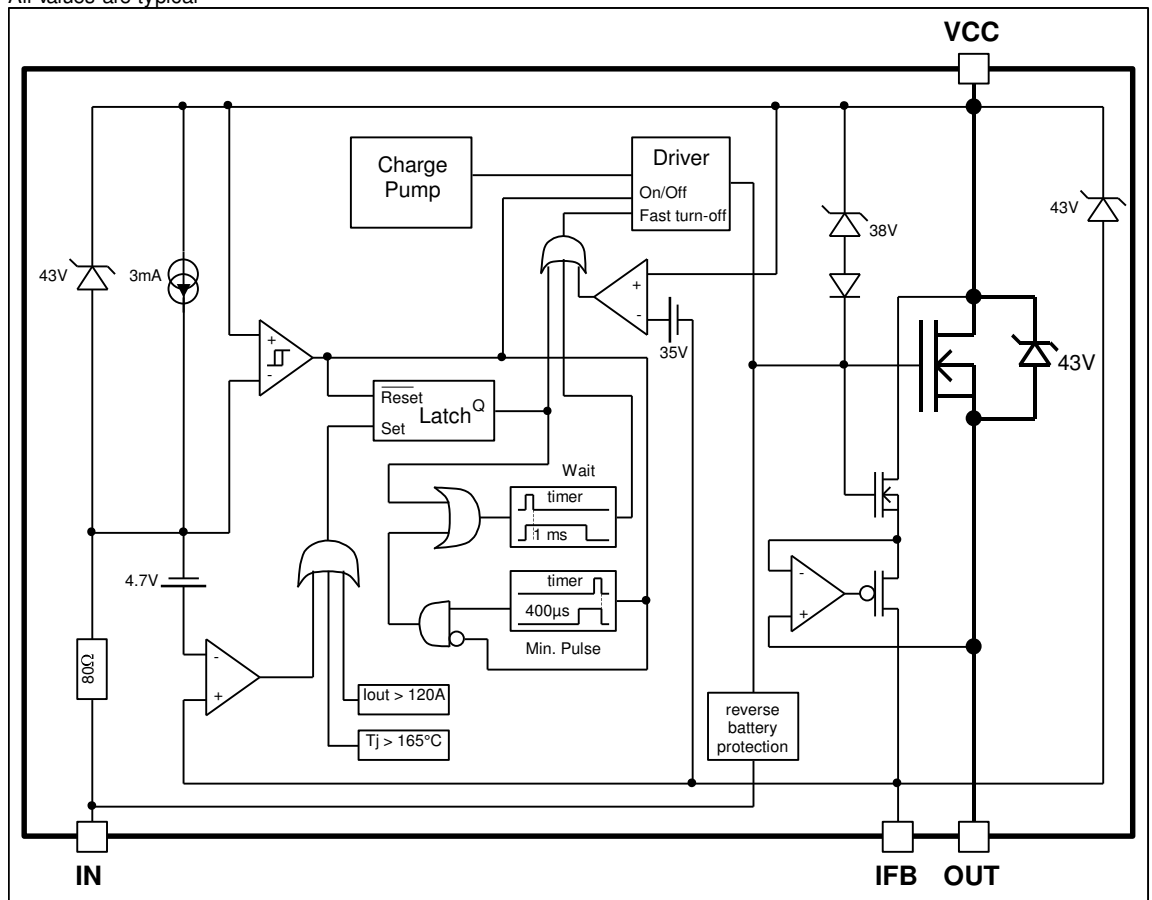 All values are typical
VCC
Charge
Pump
Driver
On/Off
Fast turn-off
43V
3mA
38V
43V
+
-
35V
+
-
43V
Reset
Latch
Q
Set
Wait
timer
1 ms
4.7V
timer
400µs
Min. Pulse
-
+
-
+
80Ω
Iout > 120A
Tj > 165°C
reverse
battery
protection
IN
IFB
OUT